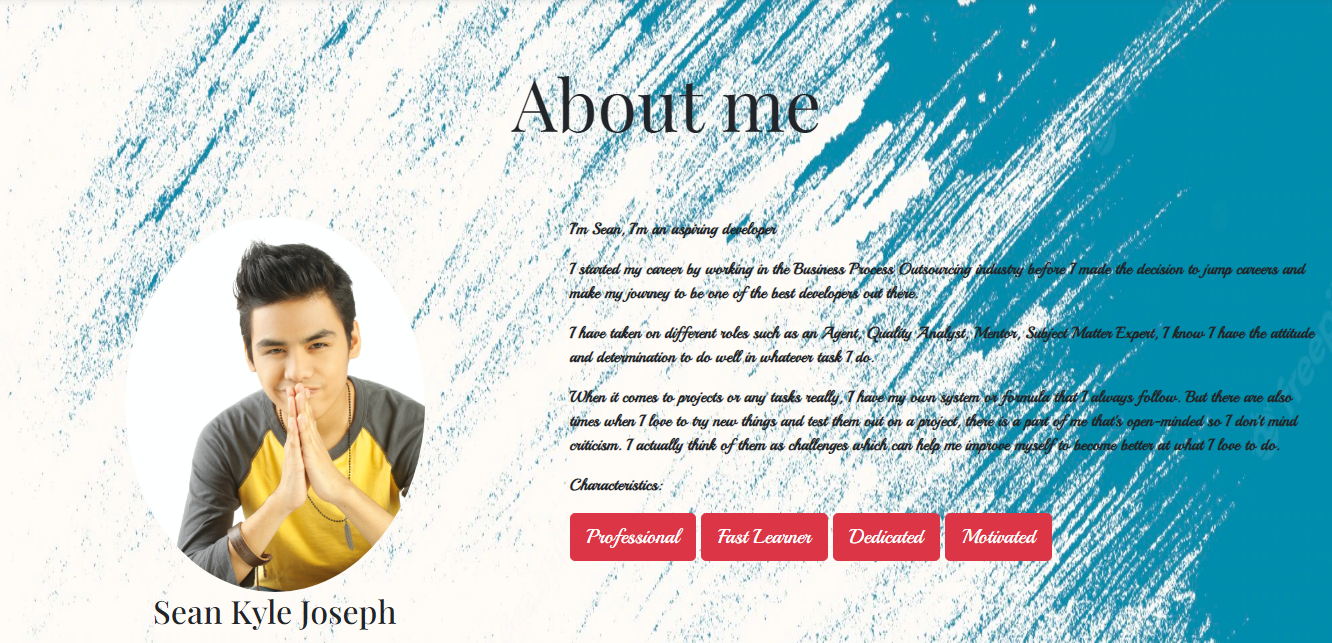 About me
I'm Sean, I'm an aspiring developer
I started my career by working in the Business Process Outsourcing industry before I made the decision to jump careers and
make my journey to be one of the best developers out there.
I have taken on different roles such as an Agent, Quality Analyst, Mentor, Subject Matter Expert, I know I have the attitude
and determination to do well in whatever task I do.
When it comes to projects or any tasks really, I have my own system or formula that I always follow. But there are also
times when I love to try new things and test them out on a project, there is a part of me that's open-minded so I don't mind
criticism. I actually think of them as challenges which can help me improve myself to become better at what I love to do.
Characteristics:
Professional Fast Learner Dedicated Motivated
Sean Kyle Joseph